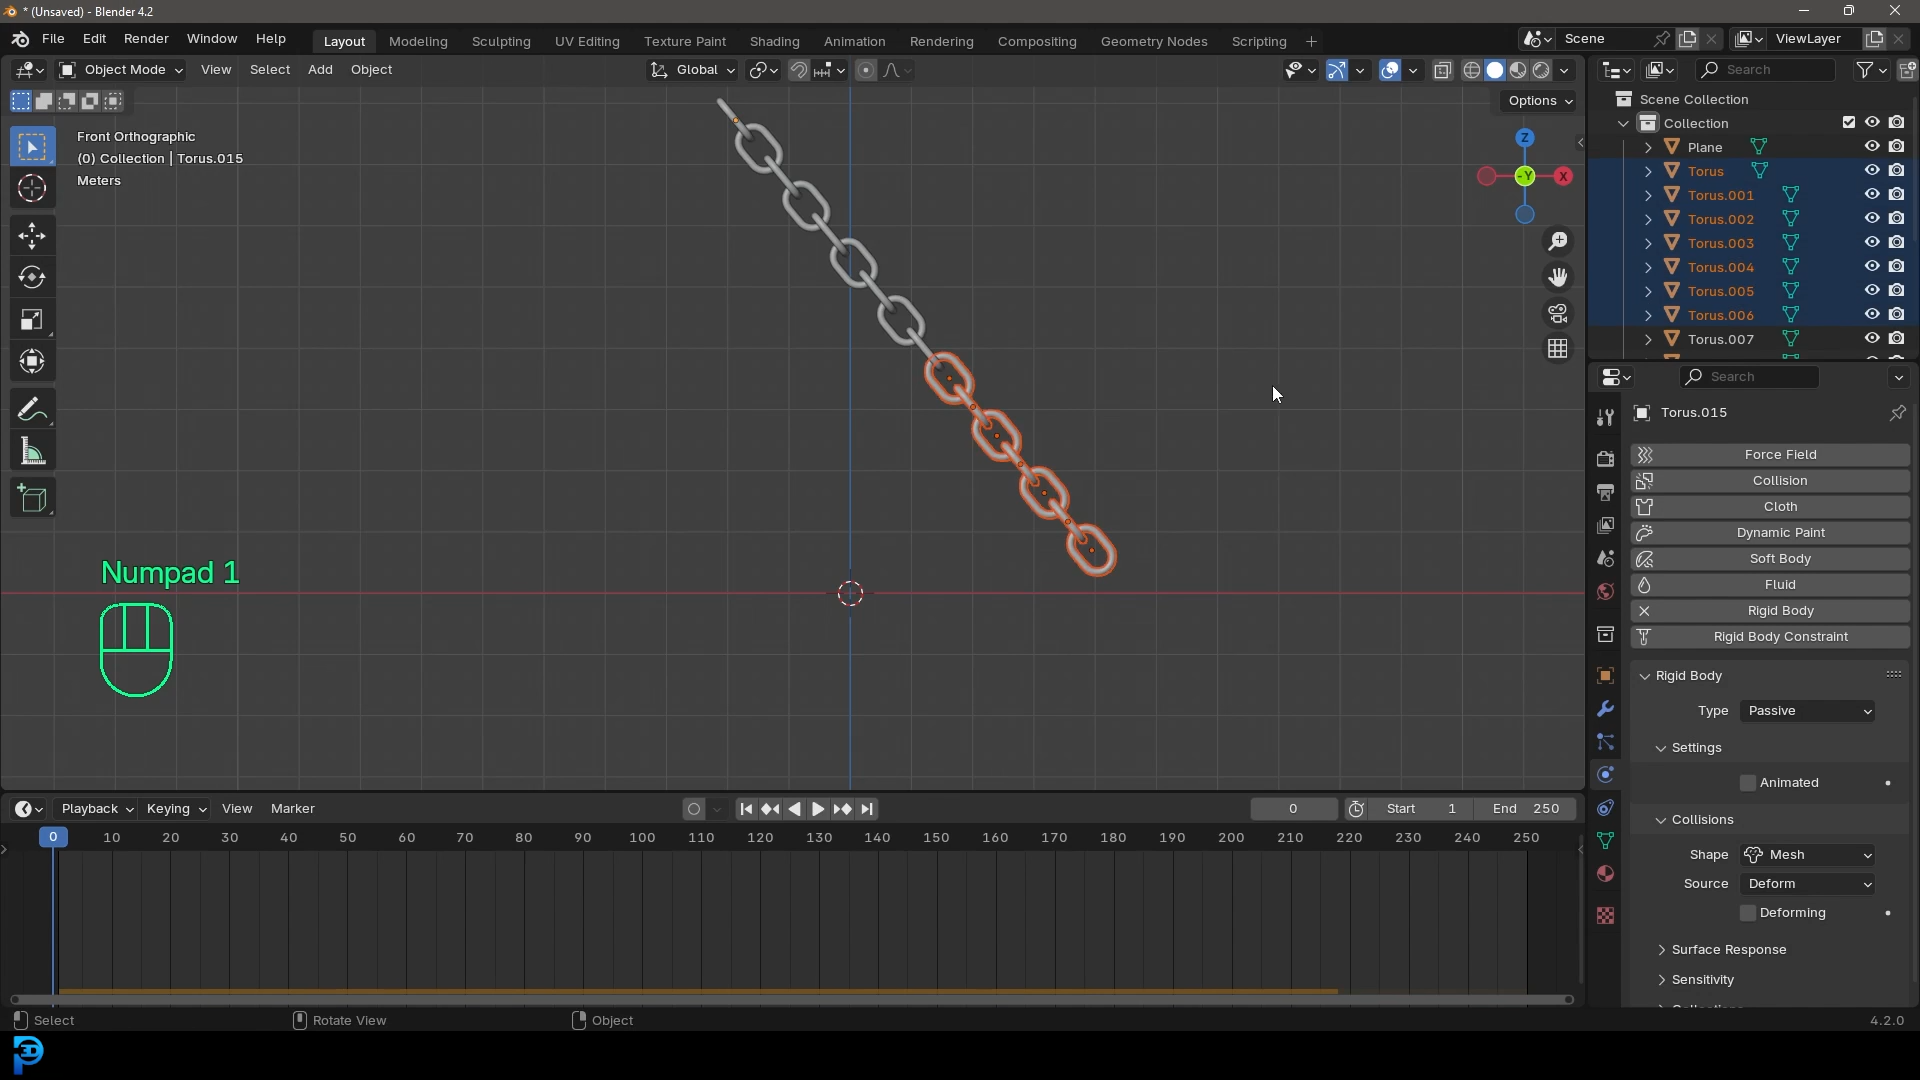 * (Unsaved) - Blender 4.2
File Edit Render Window Help
Layout Modeling Sculpting UV Editing Texture Paint Shading Animation Rendering Compositing Geometry Nodes Scripting +
Scene
ViewLayer
Object Mode View Select Add Object
Global
Search
Options
Front Orthographic
(0) Collection | Torus.015
Meters
Z
-Y
X
Scene Collection
Collection
Plane
Torus
Torus.001
Torus.002
Torus.003
Torus.004
Torus.005
Torus.006
Torus.007
Numpad 1
Search
Torus.015
Force Field
Collision
Cloth
Dynamic Paint
Soft Body
Fluid
Rigid Body
Rigid Body Constraint
Rigid Body
Type Passive
Settings
Animated
Collisions
Shape Mesh
Source Deform
Deforming
Surface Response
Sensitivity
Playback Keying View Marker
0 Start 1 End 250
0 10 20 30 40 50 60 70 80 90 100 110 120 130 140 150 160 170 180 190 200 210 220 230 240 250
Select Rotate View Object 4.2.0